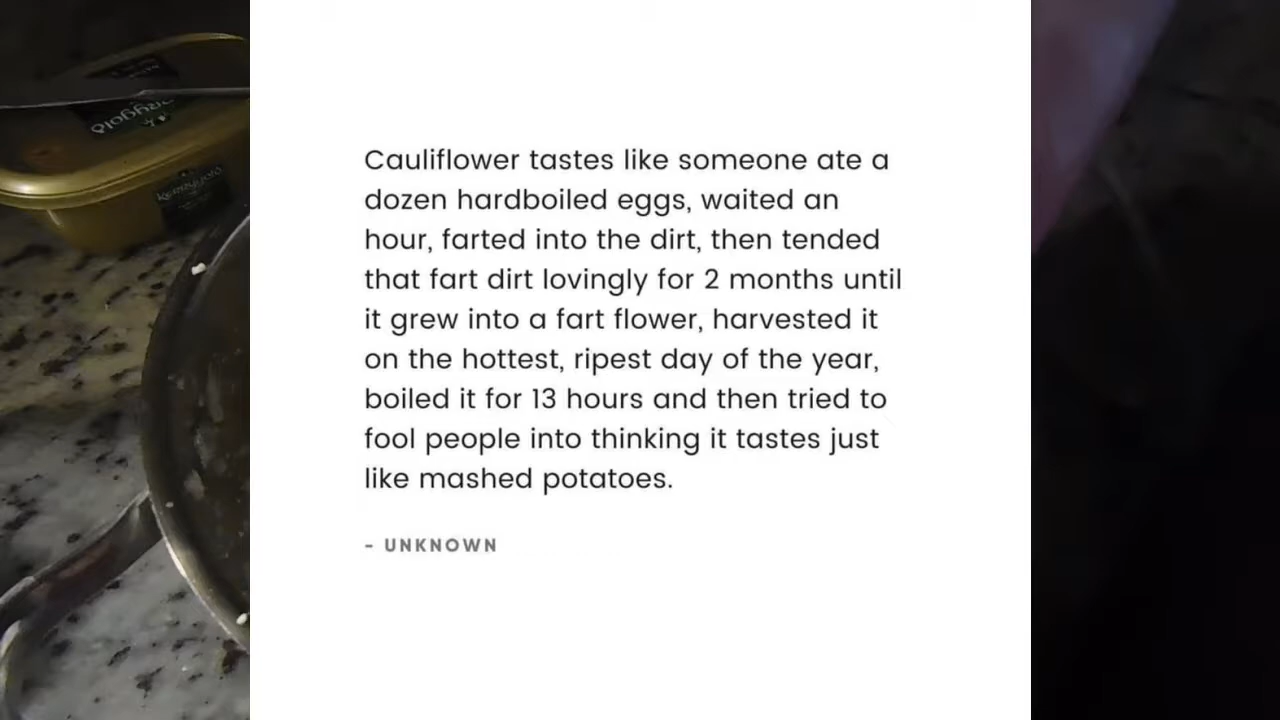 Cauliflower tastes like someone ate a
dozen hardboiled eggs, waited an
hour, farted into the dirt, then tended
that fart dirt lovingly for 2 months until
it grew into a fart flower, harvested it
on the hottest, ripest day of the year,
boiled it for 13 hours and then tried to
fool people into thinking it tastes just
like mashed potatoes.
- UNKNOWN
KERRYGOLD